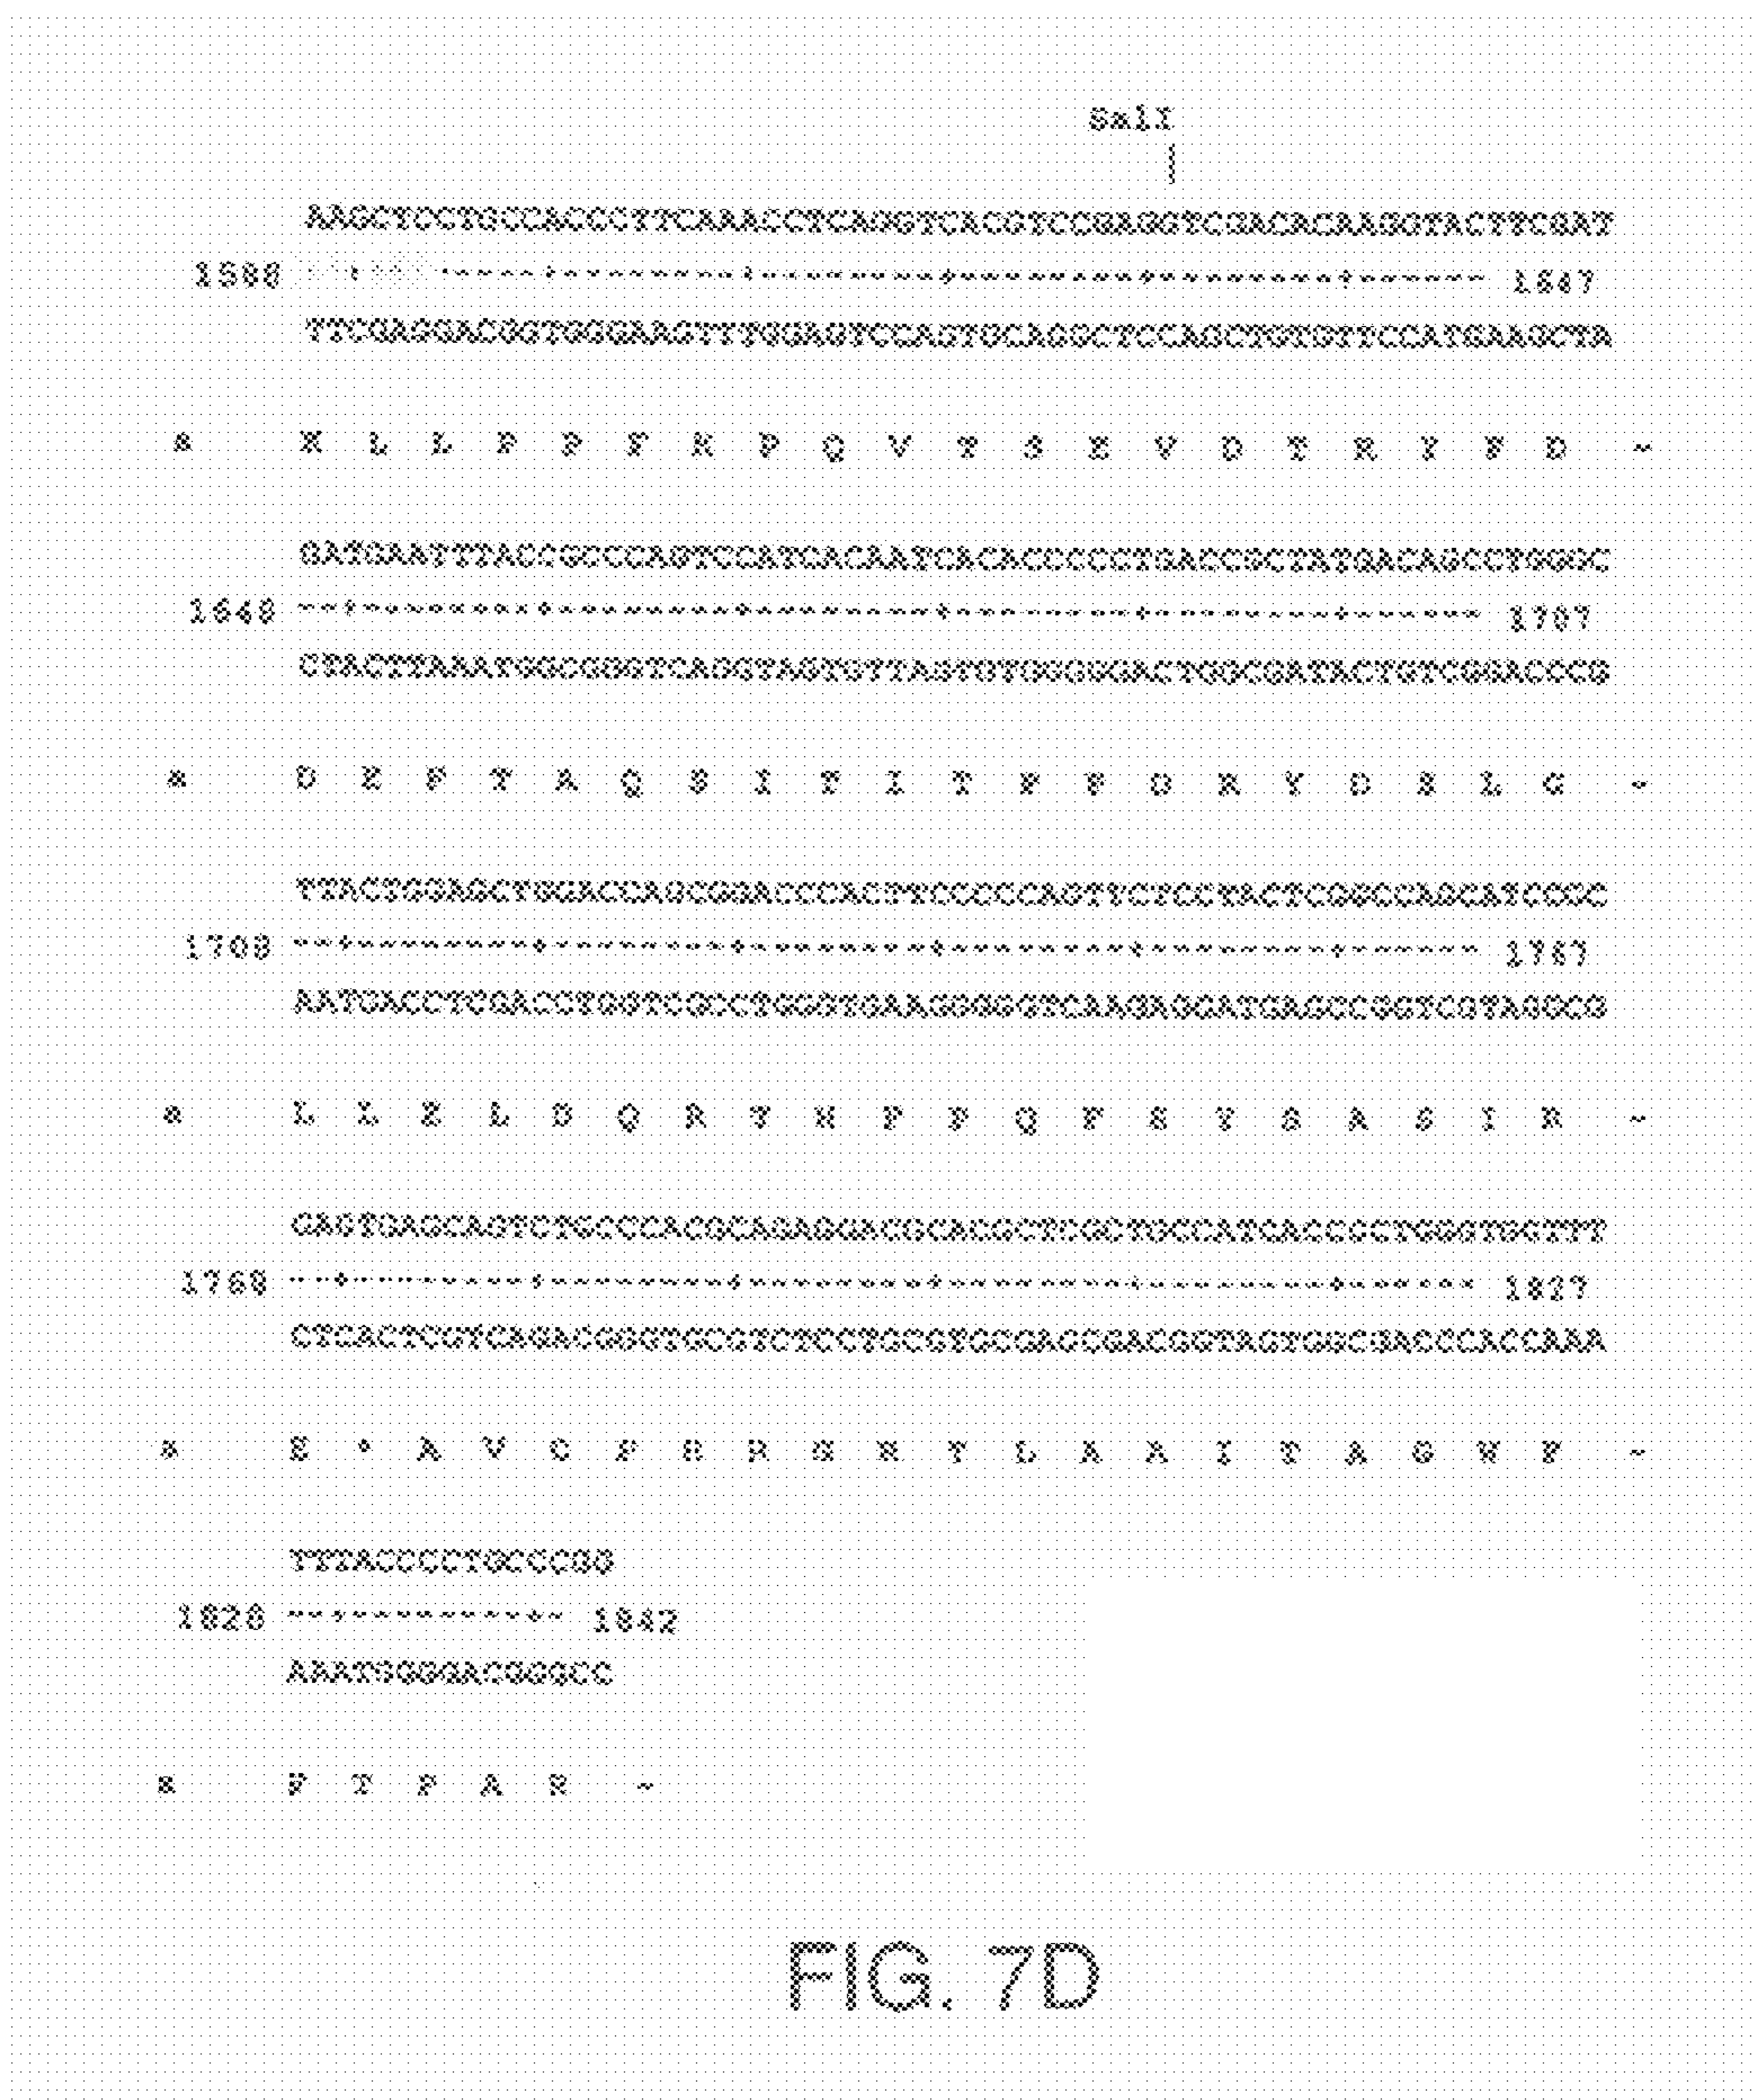 SalI
|
AAGCTCCTGCCACCCTTCAAACCTCAGGTCACGTCCGAGGTCGACACAAGGTACTTCGAT
1588 --+---------+---------+---------+---------+---------+------- 1647
TTCGAGGACGGTGGGAAGTTTGGAGTCCAGTGCAGGCTCCAGCTGTGTTCCATGAAGCTA
a K L L P P F K P Q V T S E V D T R Y F D -
GATGAATTTACCGCCCAGTCCATCACAATCACACCCCCTGACCGCTATGACAGCCTGGGC
1648 --+---------+---------+---------+---------+---------+------- 1707
CTACTTAAATGGCGGGTCAGGTAGTGTTAGTGTGGGGGACTGGCGATACTGTCGGACCCG
a D E F T A Q S I T I T P P D R Y D S L G -
TTACTGGAGCTGGACCAGCGGACCCACTTCCCCCAGTTCTCCTACTCGGCCAGCATCCGC
1708 --+---------+---------+---------+---------+---------+------- 1767
AATGACCTCGACCTGGTCGCCTGGGTGAAGGGGGTCAAGAGGATGAGCCGGTCGTAGGCG
a L L E L D Q R T H F P Q F S Y S A S I R -
GAGTGAGCAGTCTGCCCACGCAGAGGACGCACGCTCGCTGCCATCACCGCTGGGTGGTTT
1768 --+---------+---------+---------+---------+---------+------- 1827
CTCACTCGTCAGACGGGTGCGTCTCCTGCGTGCGAGCGACGGTAGTGGCGACCCACCAAA
a E * A V C P R R G R T L A A I T A G W F -
TTTACCCCTGCCCGG
1828 --+---------+-- 1842
AAATGGGGACGGGCC
a F T P A R -
FIG. 7D